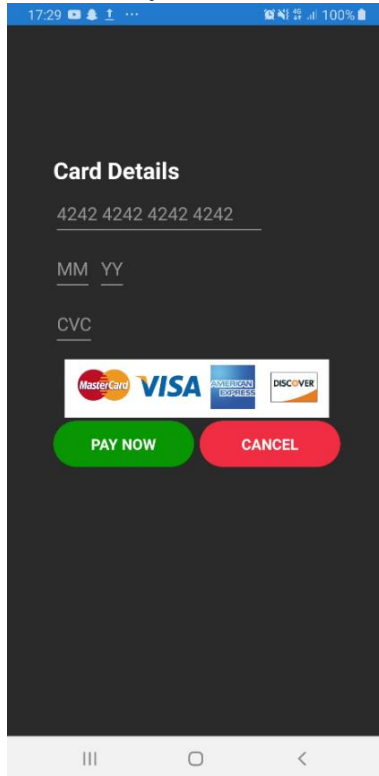 17:29 ... 100%
Card Details
4242 4242 4242 4242
MM YY
CVC
MasterCard VISA AMERICAN EXPRESS DISCOVER
PAY NOW CANCEL